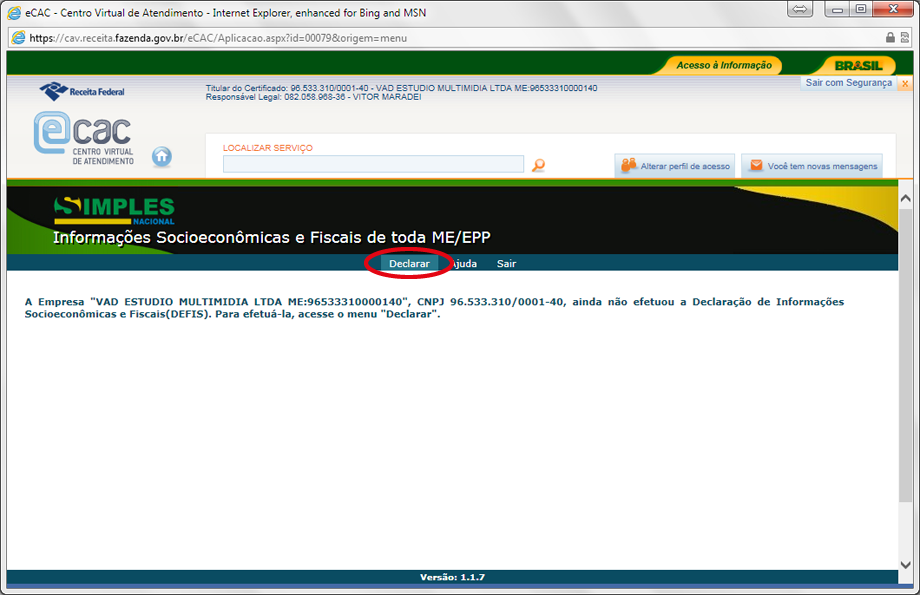 eCAC - Centro Virtual de Atendimento - Internet Explorer, enhanced for Bing and MSN
https://cav.receita.fazenda.gov.br/eCAC/Aplicacao.aspx?id=00079&origem=menu
Acesso à Informação
BRASIL
Receita Federal
Titular do Certificado: 96.533.310/0001-40 - VAD ESTUDIO MULTIMIDIA LTDA ME:96533310000140
Responsável Legal: 082.058.968-36 - VITOR MARADEI
Sair com Segurança
x
eCAC
CENTRO VIRTUAL
DE ATENDIMENTO
LOCALIZAR SERVIÇO
Alterar perfil de acesso
Você tem novas mensagens
SIMPLES
NACIONAL
Informações Socioeconômicas e Fiscais de toda ME/EPP
Declarar
Ajuda
Sair
A Empresa "VAD ESTUDIO MULTIMIDIA LTDA ME:96533310000140", CNPJ 96.533.310/0001-40, ainda não efetuou a Declaração de Informações
Socioeconômicas e Fiscais(DEFIS). Para efetuá-la, acesse o menu "Declarar".
Versão: 1.1.7